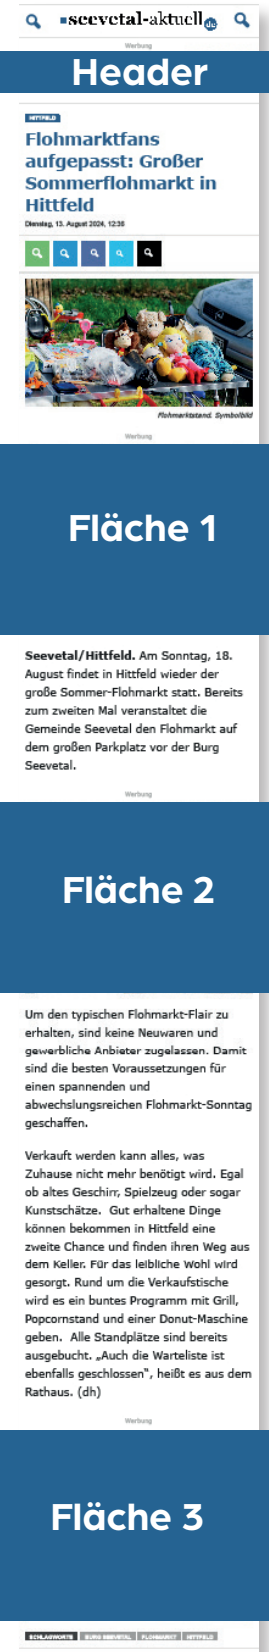 seevetal-aktuell.de
Werbung
Header
HITTFELD
Flohmarktfans
aufgepasst: Großer
Sommerflohmarkt in
Hittfeld
Dienstag, 13. August 2024, 12:36
Flohmarktstand. Symbolbild
Werbung
Fläche 1
Seevetal/Hittfeld. Am Sonntag, 18.
August findet in Hittfeld wieder der
große Sommer-Flohmarkt statt. Bereits
zum zweiten Mal veranstaltet die
Gemeinde Seevetal den Flohmarkt auf
dem großen Parkplatz vor der Burg
Seevetal.
Werbung
Fläche 2
Um den typischen Flohmarkt-Flair zu
erhalten, sind keine Neuwaren und
gewerbliche Anbieter zugelassen. Damit
sind die besten Voraussetzungen für
einen spannenden und
abwechslungsreichen Flohmarkt-Sonntag
geschaffen.
Verkauft werden kann alles, was
Zuhause nicht mehr benötigt wird. Egal
ob altes Geschirr, Spielzeug oder sogar
Kunstschätze. Gut erhaltene Dinge
können bekommen in Hittfeld eine
zweite Chance und finden ihren Weg aus
dem Keller. Für das leibliche Wohl wird
gesorgt. Rund um die Verkaufstische
wird es ein buntes Programm mit Grill,
Popcornstand und einer Donut-Maschine
geben. Alle Standplätze sind bereits
ausgebucht. „Auch die Warteliste ist
ebenfalls geschlossen", heißt es aus dem
Rathaus. (dh)
Werbung
Fläche 3
SCHLAGWORTE BURG SEEVETAL FLOHMARKT HITTFELD